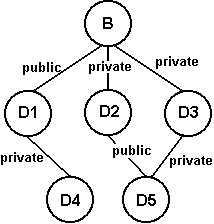 B
public private private
D1 D2 D3
private public private
D4 D5